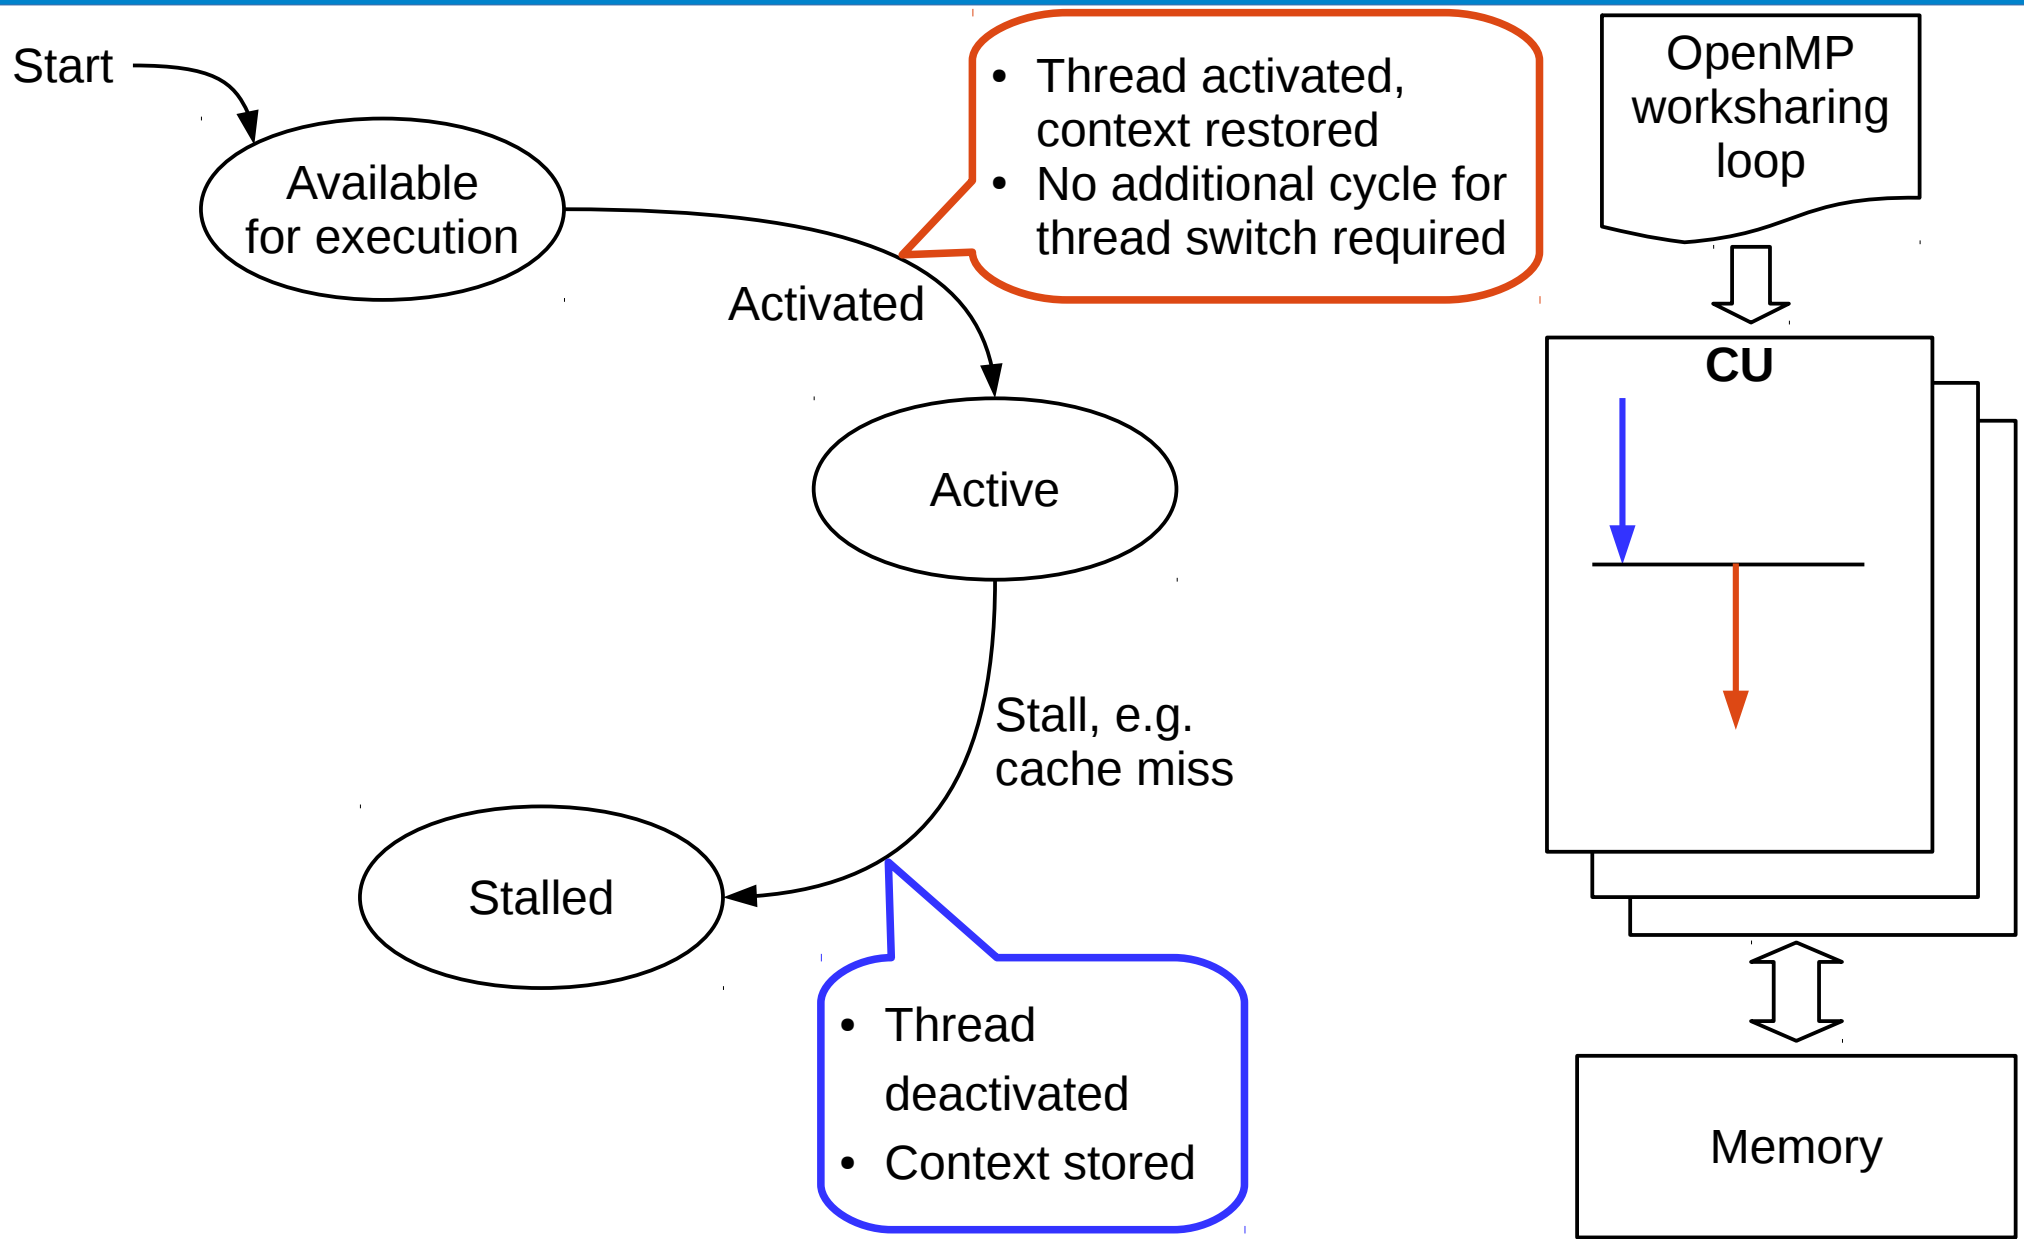 Start
Available
for execution
Activated
• Thread activated,
context restored
• No additional cycle for
thread switch required
Active
Stall, e.g.
cache miss
Stalled
• Thread
deactivated
• Context stored
OpenMP
worksharing
loop
CU
Memory